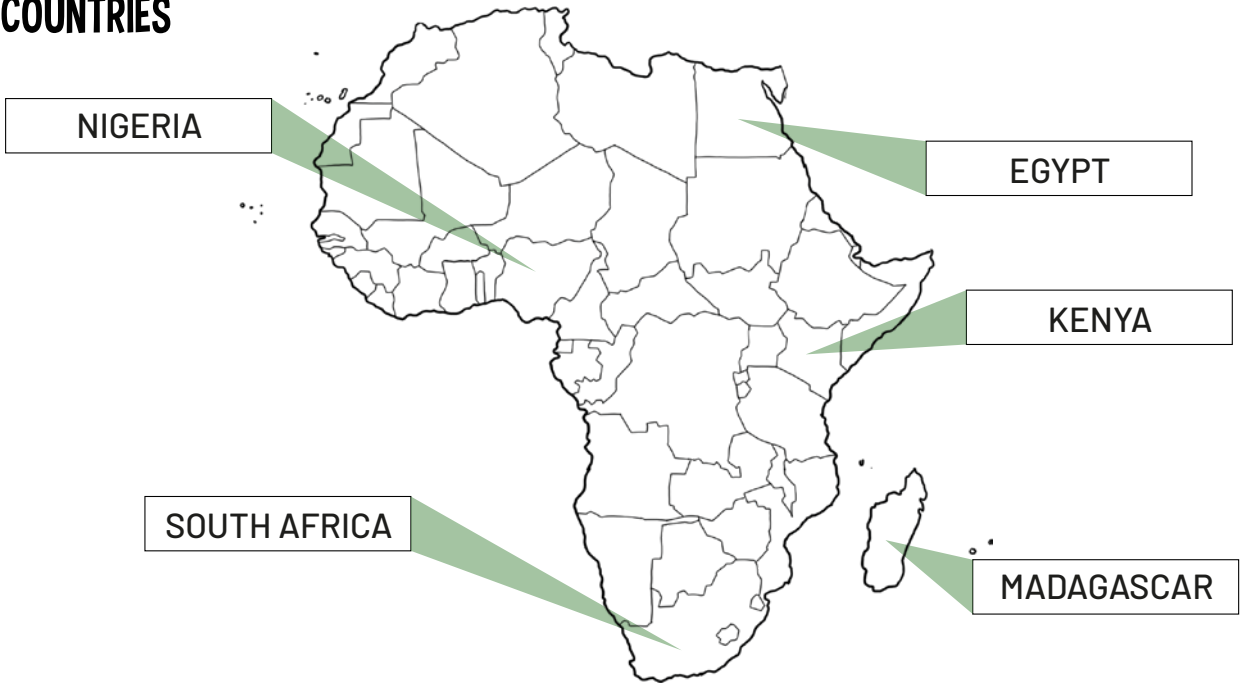 COUNTRIES
NIGERIA
EGYPT
KENYA
SOUTH AFRICA
MADAGASCAR